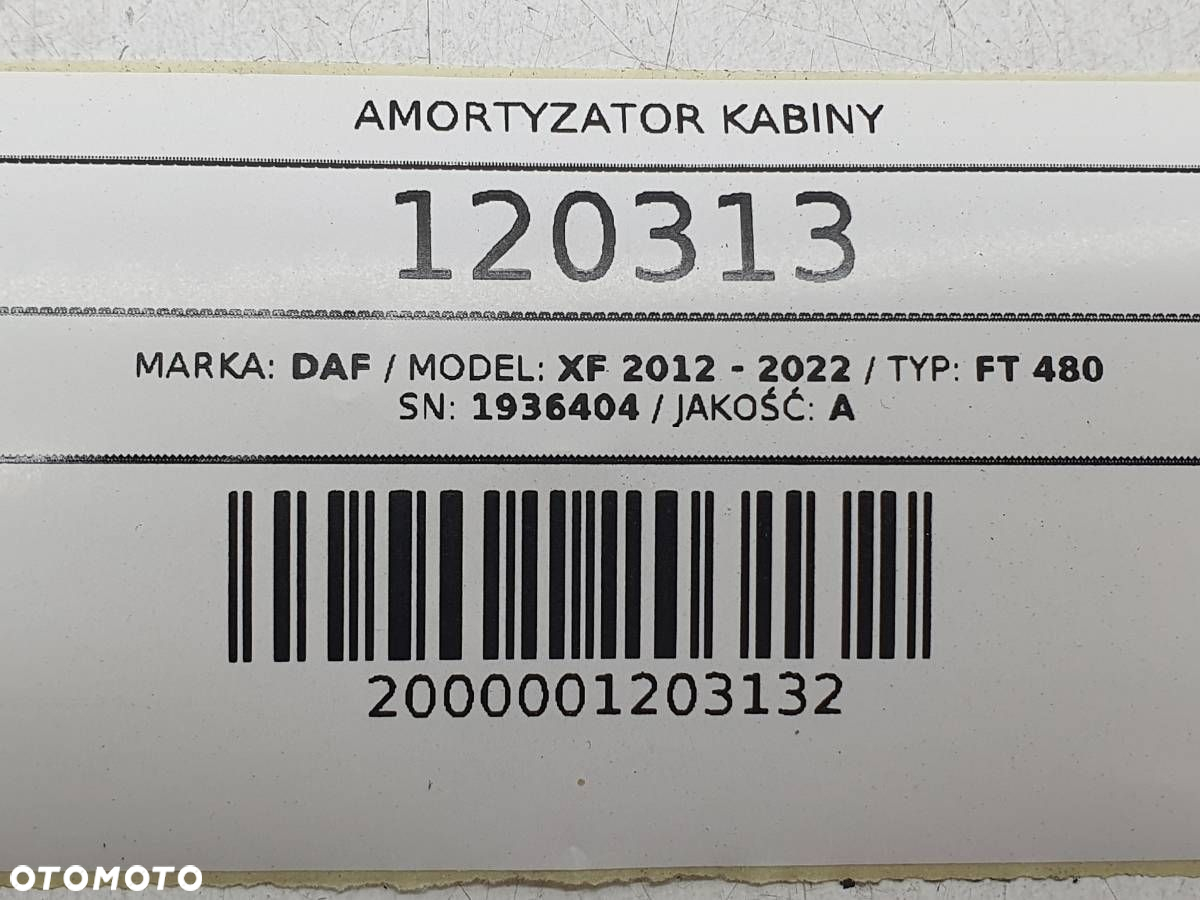 AMORTYZATOR KABINY
120313
MARKA: DAF / MODEL: XF 2012 - 2022 / TYP: FT 480
SN: 1936404 / JAKOŚĆ: A
2000001203132
OTOMOTO